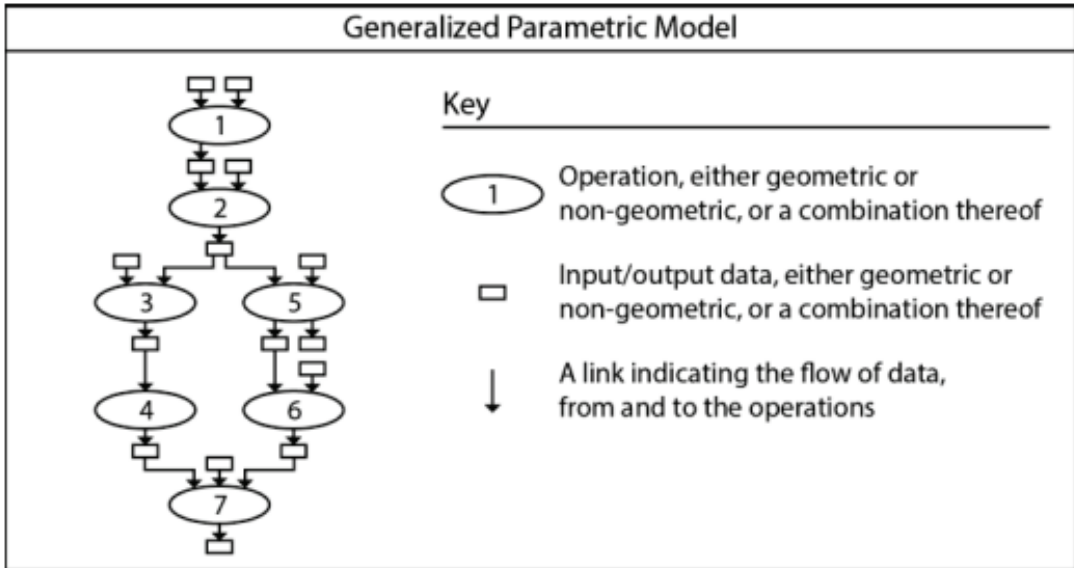 Generalized Parametric Model
Key
1
2
3
5
4
6
7
1
Operation, either geometric or
non-geometric, or a combination thereof
Input/output data, either geometric or
non-geometric, or a combination thereof
A link indicating the flow of data,
from and to the operations